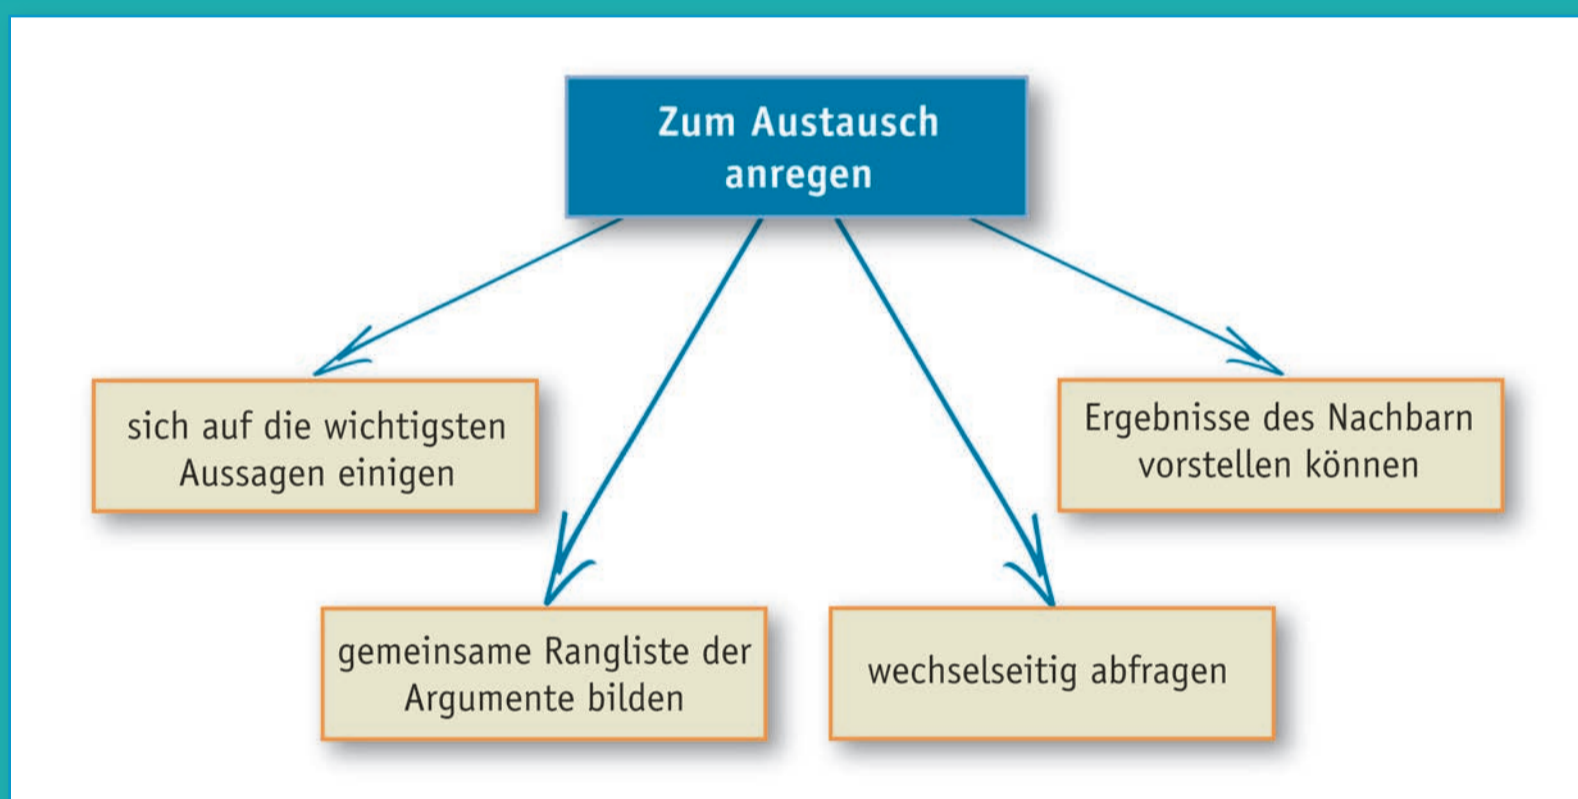 Zum Austausch
anregen
sich auf die wichtigsten
Aussagen einigen
gemeinsame Rangliste der
Argumente bilden
wechselseitig abfragen
Ergebnisse des Nachbarn
vorstellen können